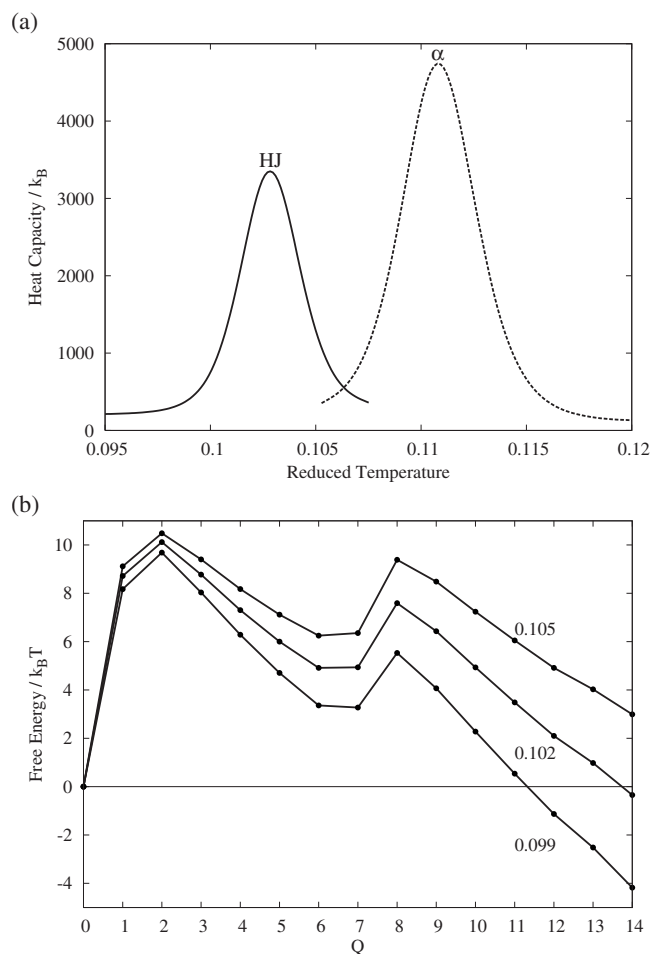 (a)
5000
4000
3000
2000
1000
0
Heat Capacity / kB
HJ
α
0.095
0.1
0.105
0.11
0.115
0.12
Reduced Temperature
(b)
10
8
6
4
2
0
-2
-4
Free Energy / kBT
0.105
0.102
0.099
0 1 2 3 4 5 6 7 8 9 10 11 12 13 14
Q